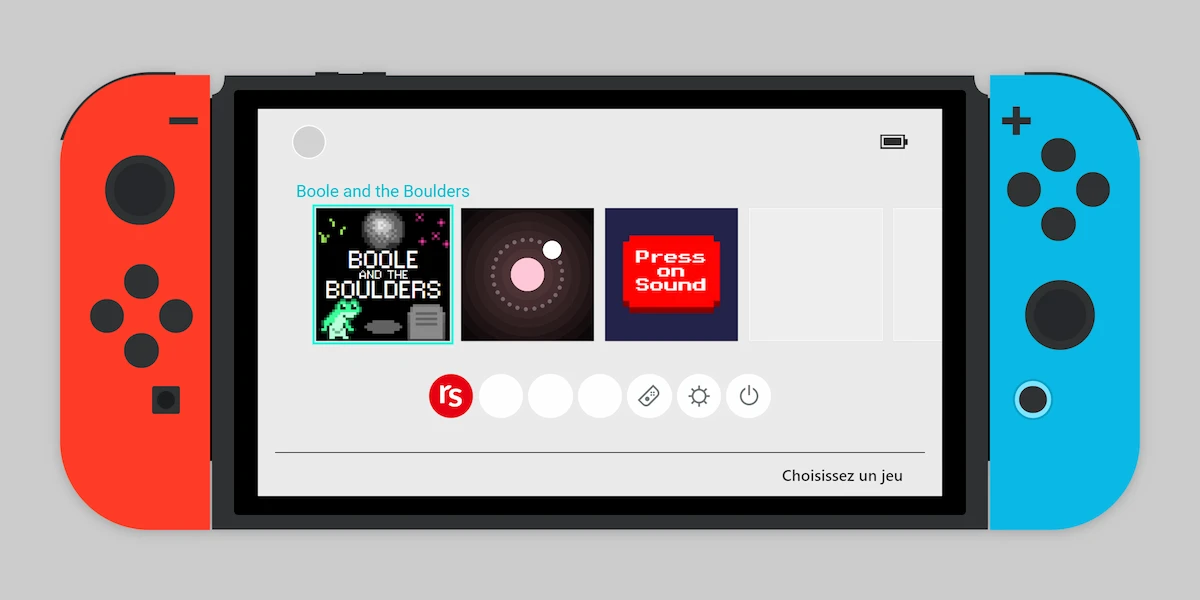 Boole and the Boulders
BOOLE
AND THE
BOULDERS
Press
on
Sound
rs
Choisissez un jeu